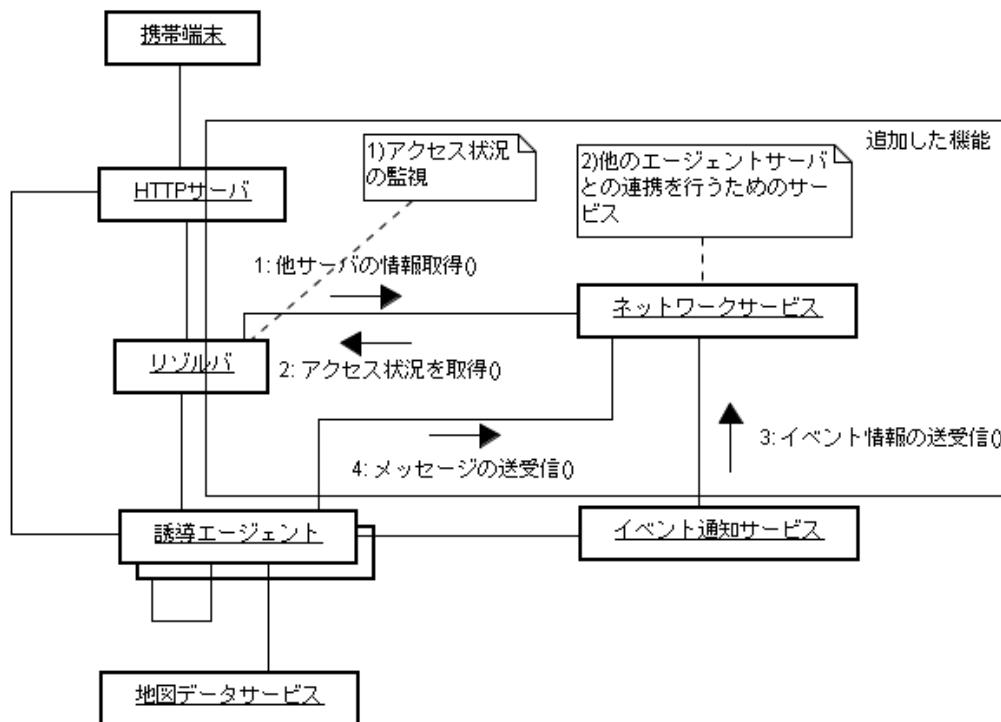 携帯端末
追加した機能
1)アクセス状況
の監視
2)他のエージェントサーバ
との連携を行うためのサー
ビス
HTTPサーバ
1: 他サーバの情報取得()
ネットワークサービス
リゾルバ
2: アクセス状況を取得()
3: イベント情報の送受信()
4: メッセージの送受信()
誘導エージェント
イベント通知サービス
地図データサービス